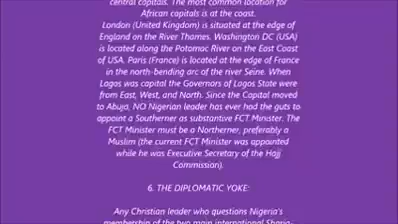 central capitals. The most common location for
African capitals is at the coast.
London (United Kingdom) is situated at the edge of
England on the River Thames. Washington DC (USA)
is located along the Potomac River on the East Coast
of USA. Paris (France) is located at the edge of France
in the north-bending arc of the river Seine. When
Lagos was capital the Governors of Lagos State were
from East, West, and North. Since the Capital moved
to Abuja, NO Nigerian leader has ever had the guts to
appoint a Southerner as substantive FCT Minister. The
FCT Minister must be a Northerner, preferably a
Muslim (the current FCT Minister was appointed
while he was Executive Secretary of the Hajj
Commission).
6. THE DIPLOMATIC YOKE:
Any Christian leader who questions Nigeria's
membership of the two main international Sharia-